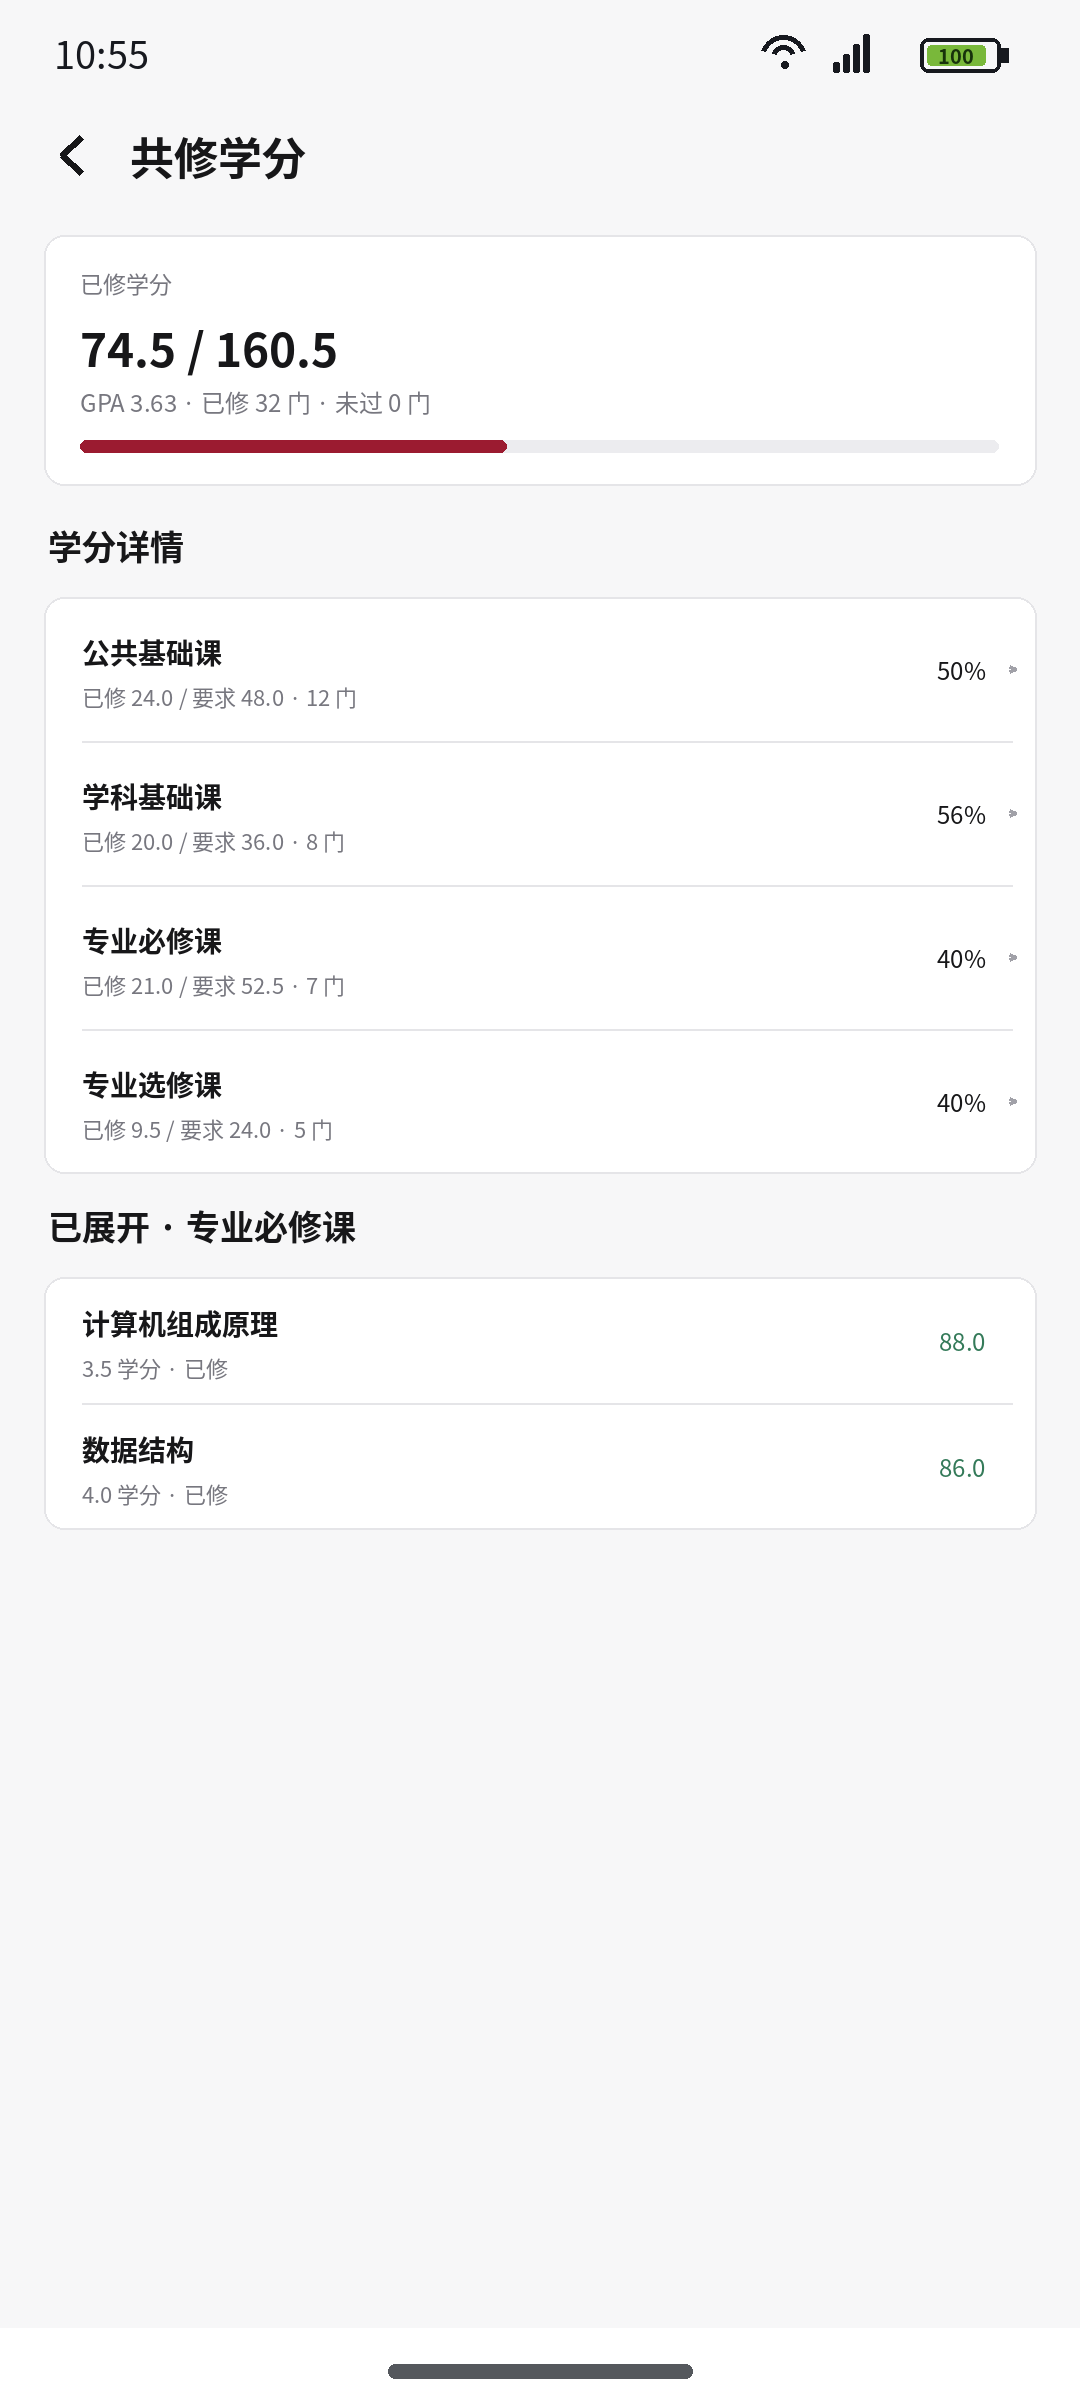 10:55
100
共修学分
已修学分
74.5 / 160.5
GPA 3.63 · 已修 32 门 · 未过 0 门
学分详情
公共基础课
已修 24.0 / 要求 48.0 · 12 门
50%
学科基础课
已修 20.0 / 要求 36.0 · 8 门
56%
专业必修课
已修 21.0 / 要求 52.5 · 7 门
40%
专业选修课
已修 9.5 / 要求 24.0 · 5 门
40%
已展开 · 专业必修课
计算机组成原理
3.5 学分 · 已修
88.0
数据结构
4.0 学分 · 已修
86.0